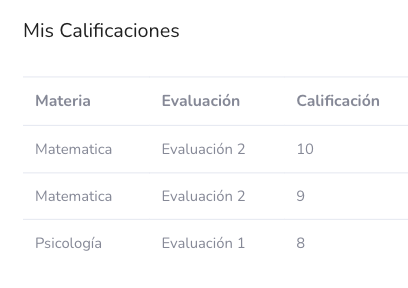 Mis Calificaciones
Materia Evaluación Calificación
Matematica Evaluación 2 10
Matematica Evaluación 2 9
Psicología Evaluación 1 8